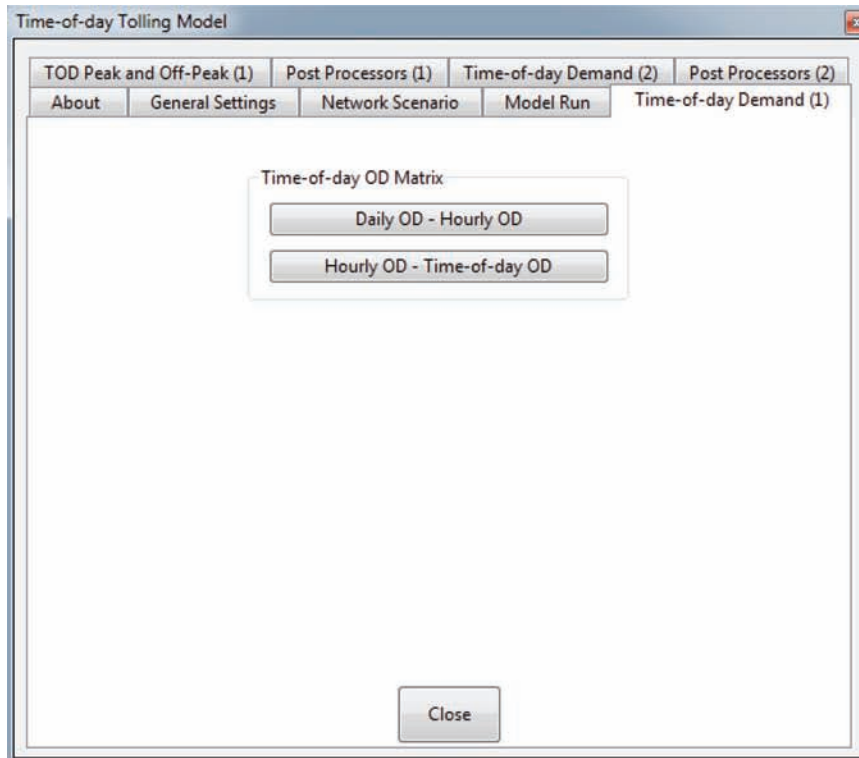 Time-of-day Tolling Model
TOD Peak and Off-Peak (1) Post Processors (1) Time-of-day Demand (2) Post Processors (2)
About General Settings Network Scenario Model Run Time-of-day Demand (1)
Time-of-day OD Matrix
Daily OD - Hourly OD
Hourly OD - Time-of-day OD
Close